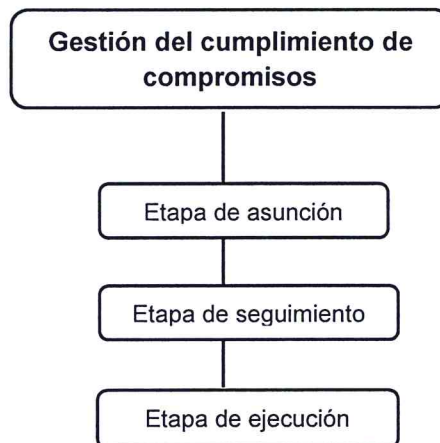 Gestión del cumplimiento de
compromisos
Etapa de asunción
Etapa de seguimiento
Etapa de ejecución